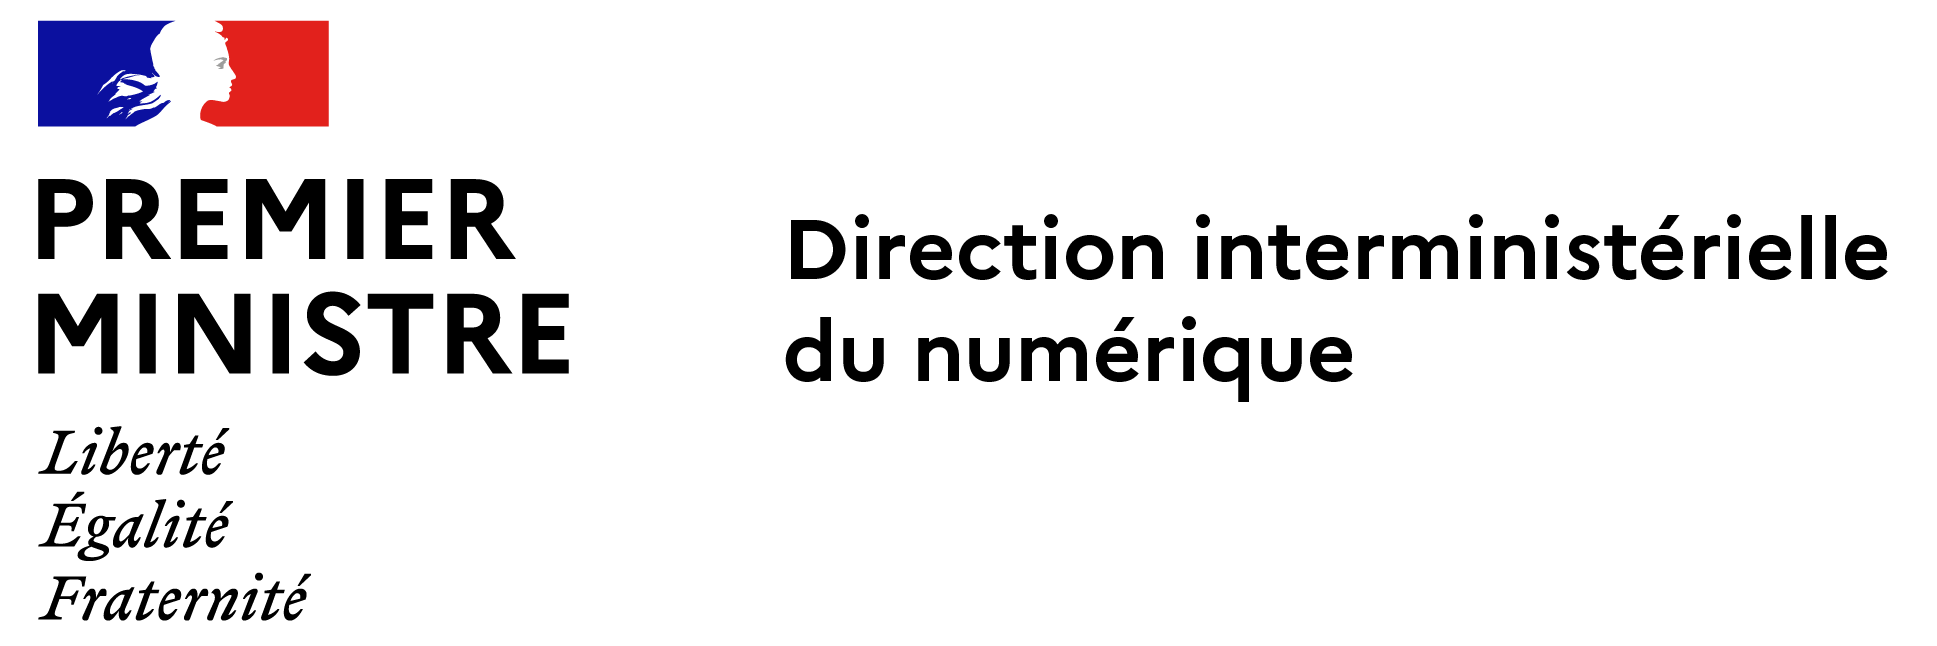 PREMIER
MINISTRE
Liberté
Égalité
Fraternité
Direction interministérielle
du numérique